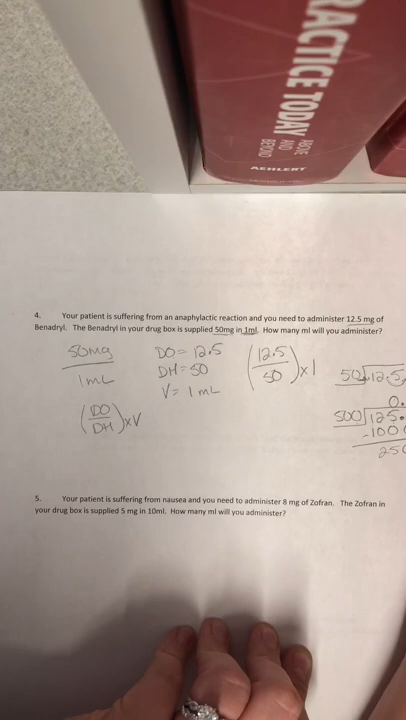 PRACTICE TODAY
ABOVE
AND
BEYOND
AEHLERT
4. Your patient is suffering from an anaphylactic reaction and you need to administer 12.5 mg of
Benadryl. The Benadryl in your drug box is supplied 50mg in 1ml. How many ml will you administer?
50mg
1mL
DO = 12.5
DH = 50
V = 1 mL
(DO/DH) x V
(12.5/50) x 1
50 12.5
0.
500 125.
-100
250
5. Your patient is suffering from nausea and you need to administer 8 mg of Zofran. The Zofran in
your drug box is supplied 5 mg in 10ml. How many ml will you administer?